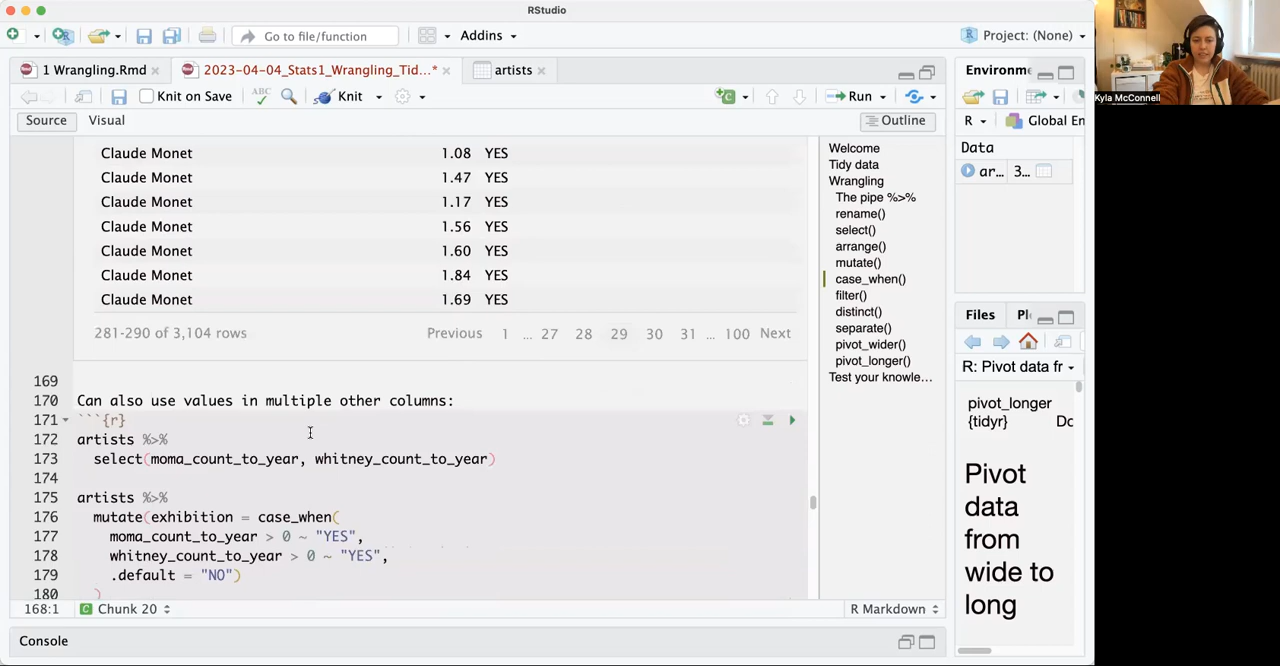 RStudio
Go to file/function
Addins
Project: (None)
1 Wrangling.Rmd
2023-04-04_Stats1_Wrangling_Tid...*
artists
Knit on Save
ABC
Knit
Run
Source
Visual
Outline
Claude Monet 1.08 YES
Claude Monet 1.47 YES
Claude Monet 1.17 YES
Claude Monet 1.56 YES
Claude Monet 1.60 YES
Claude Monet 1.84 YES
Claude Monet 1.69 YES
281-290 of 3,104 rows Previous 1 ... 27 28 29 30 31 ... 100 Next
169
170 Can also use values in multiple other columns:
171 ```{r}
172 artists %>%
173 select(moma_count_to_year, whitney_count_to_year)
174
175 artists %>%
176 mutate(exhibition = case_when(
177 moma_count_to_year > 0 ~ "YES",
178 whitney_count_to_year > 0 ~ "YES",
179 .default = "NO")
180 )
168:1 Chunk 20 R Markdown
Console
Welcome
Tidy data
Wrangling
The pipe %>%
rename()
select()
arrange()
mutate()
case_when()
filter()
distinct()
separate()
pivot_wider()
pivot_longer()
Test your knowle...
Environme
R
Global En
Data
ar... 3...
Files
R: Pivot data fr
pivot_longer
{tidyr} Do
Pivot
data
from
wide to
long
Kyla McConnell